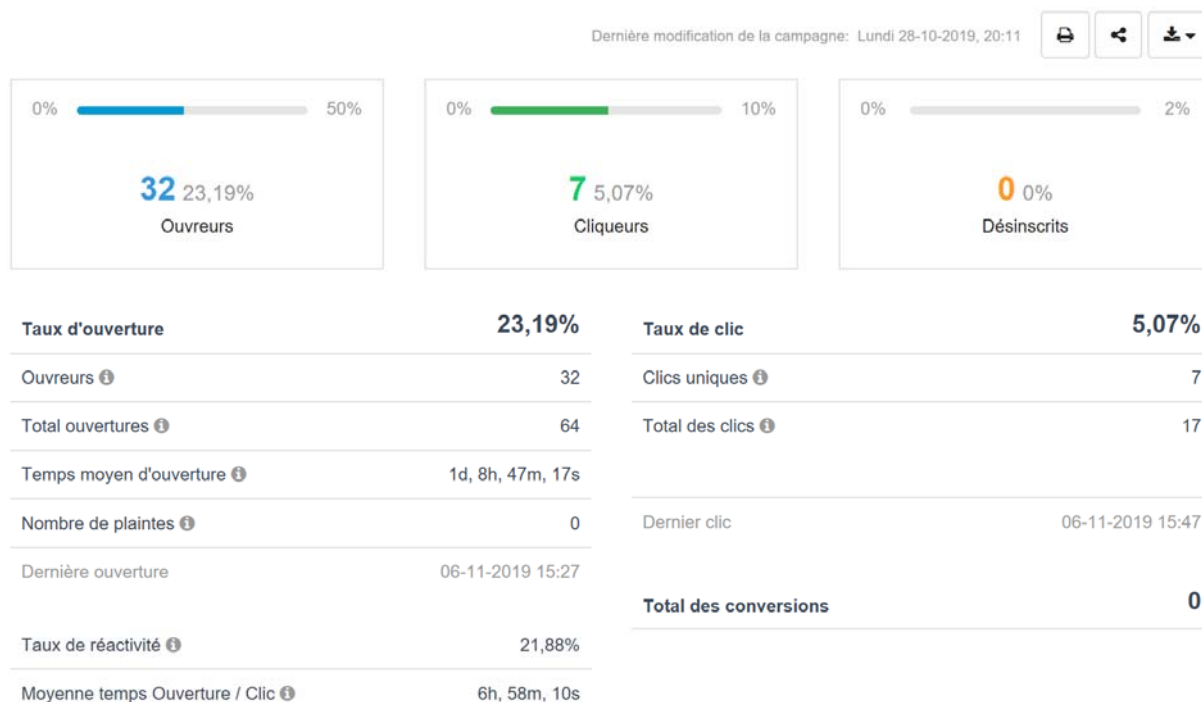 Dernière modification de la campagne: Lundi 28-10-2019, 20:11
0% 50%
32 23,19%
Ouvreurs
0% 10%
7 5,07%
Cliqueurs
0% 2%
0 0%
Désinscrits
Taux d'ouverture 23,19%
Ouvreurs 32
Total ouvertures 64
Temps moyen d'ouverture 1d, 8h, 47m, 17s
Nombre de plaintes 0
Dernière ouverture 06-11-2019 15:27
Taux de réactivité 21,88%
Moyenne temps Ouverture / Clic 6h, 58m, 10s
Taux de clic 5,07%
Clics uniques 7
Total des clics 17
Dernier clic 06-11-2019 15:47
Total des conversions 0